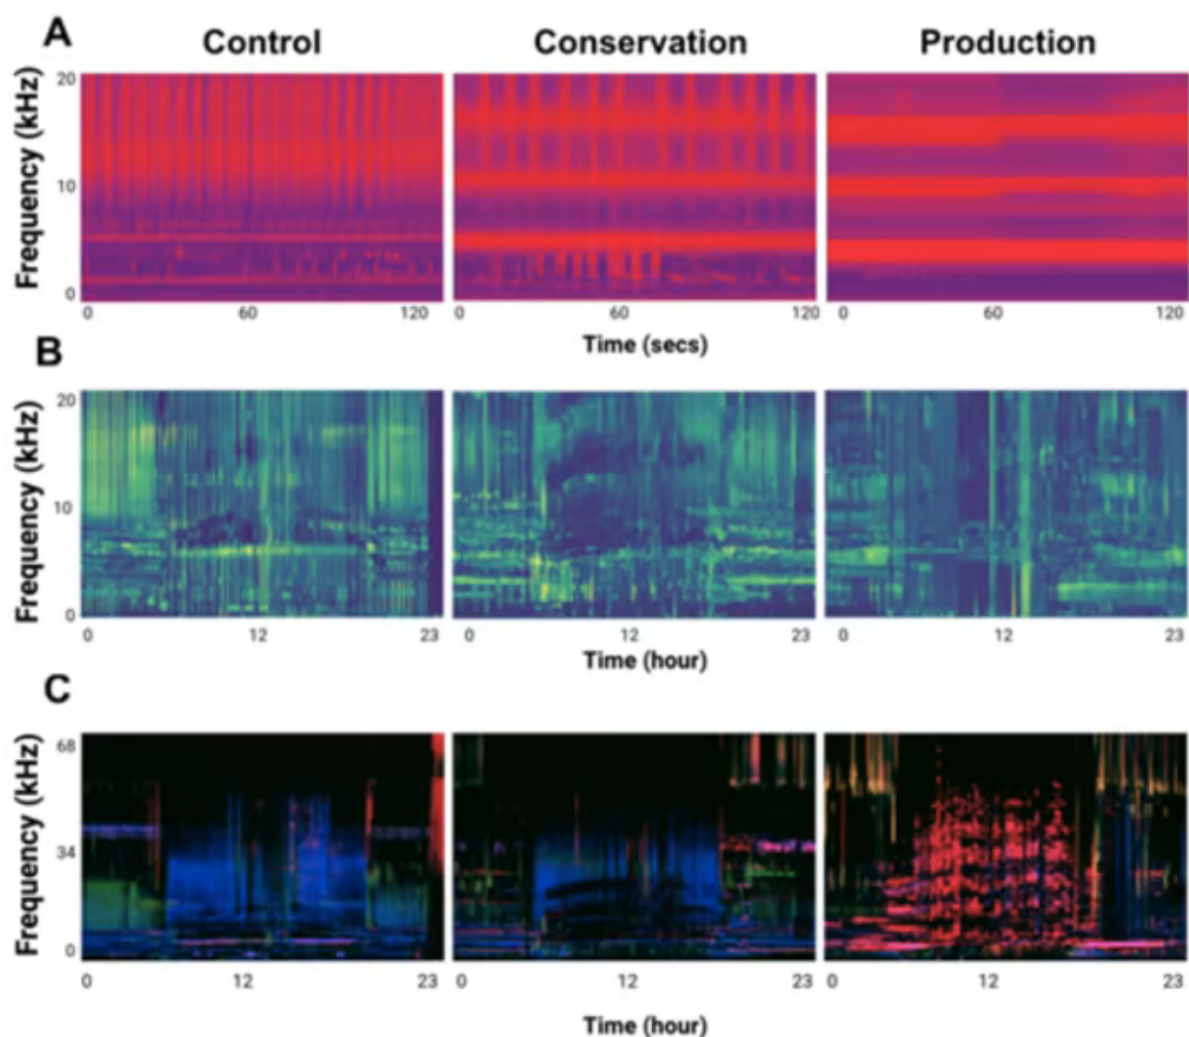 A
Control Conservation Production
Frequency (kHz)
20
10
0
0 60 120 0 60 120 0 60 120
Time (secs)
B
Frequency (kHz)
20
10
0
0 12 23 0 12 23 0 12 23
Time (hour)
C
Frequency (kHz)
68
34
0
0 12 23 0 12 23 0 12 23
Time (hour)